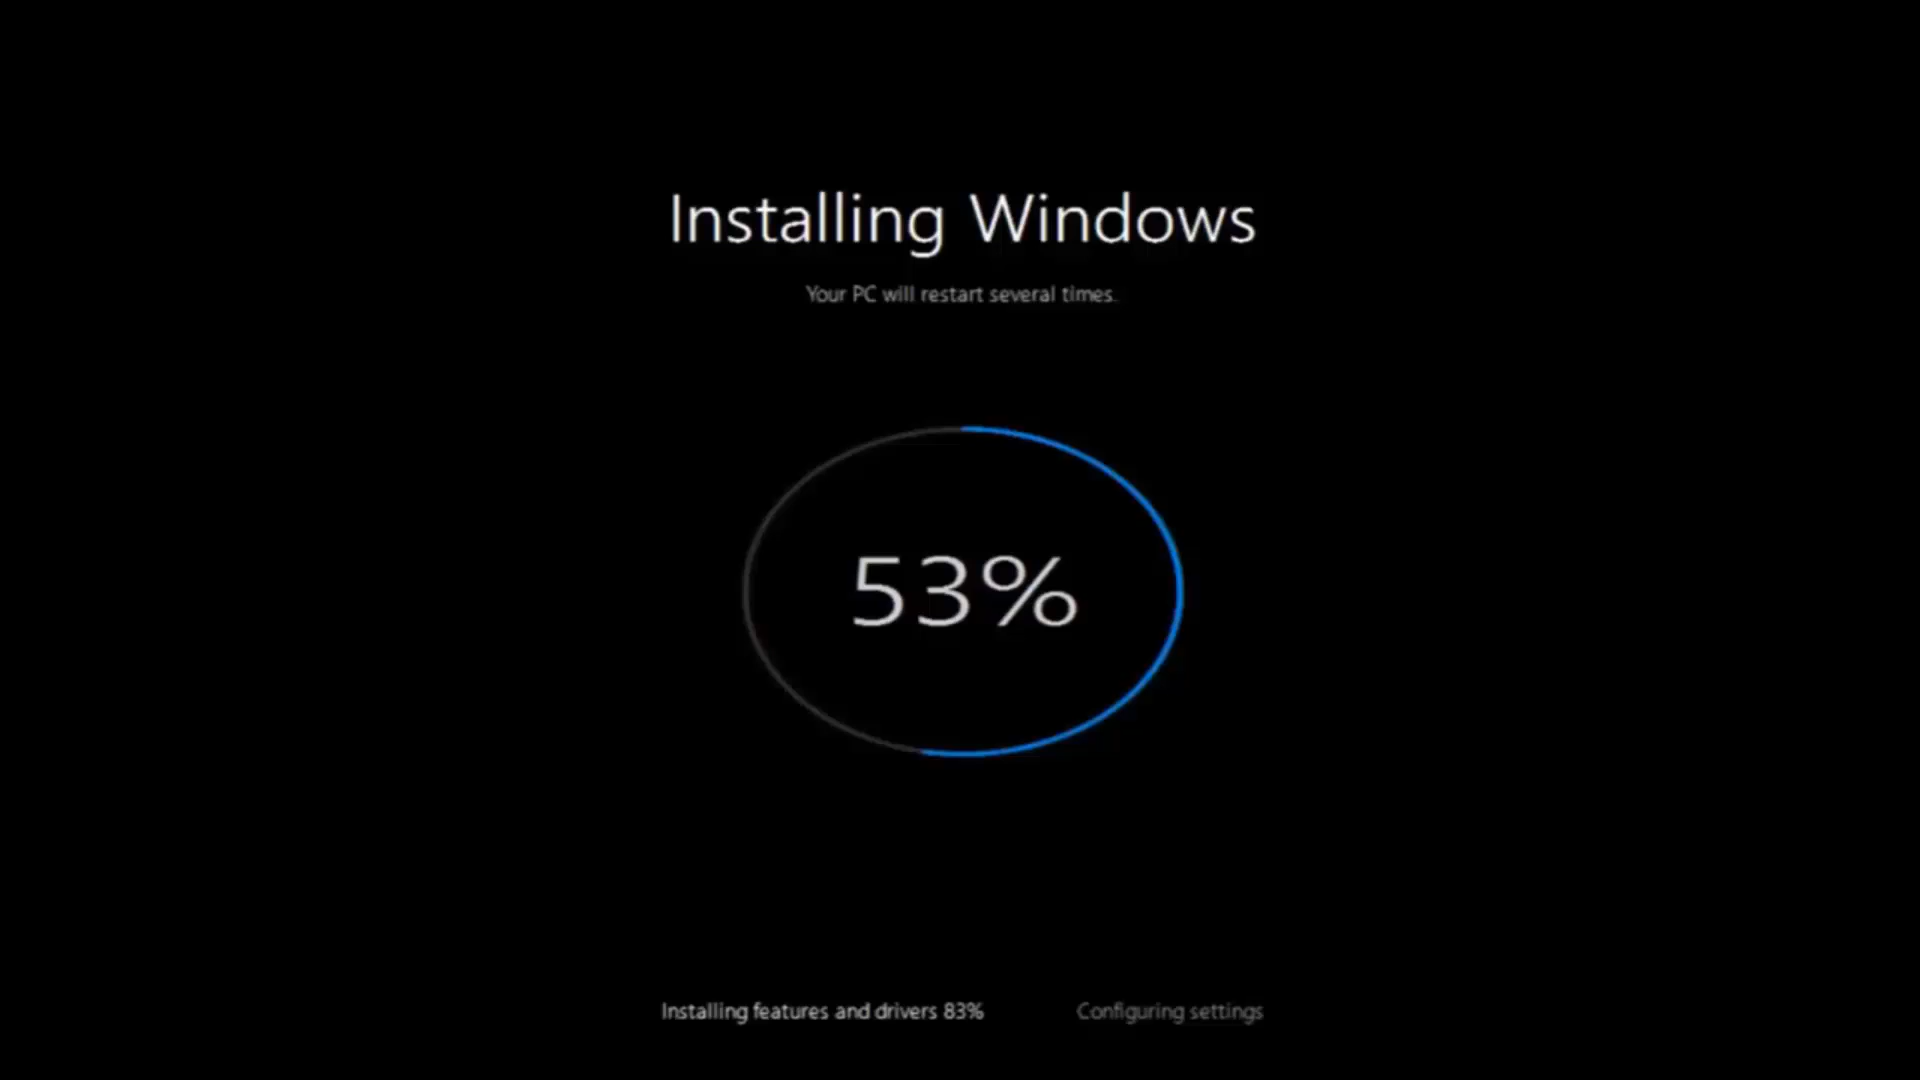 Installing Windows
Your PC will restart several times.
53%
Installing features and drivers 83%
Configuring settings